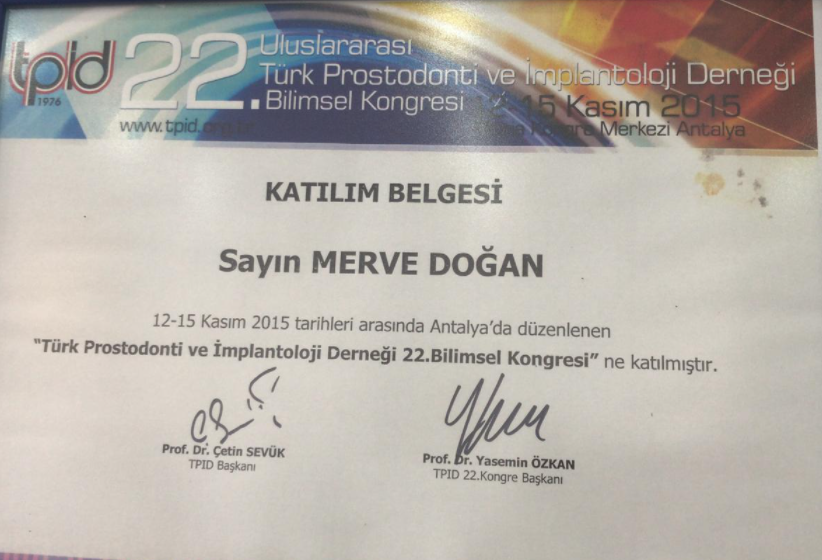 tpid
1976
22.
Uluslararası
Türk Prostodonti ve İmplantoloji Derneği
Bilimsel Kongresi 12-15 Kasım 2015
www.tpid.org.tr
Kongre Merkezi Antalya
KATILIM BELGESİ
Sayın MERVE DOĞAN
12-15 Kasım 2015 tarihleri arasında Antalya’da düzenlenen
“Türk Prostodonti ve İmplantoloji Derneği 22.Bilimsel Kongresi” ne katılmıştır.
Prof. Dr. Çetin SEVÜK
TPID Başkanı
Prof. Dr. Yasemin ÖZKAN
TPID 22.Kongre Başkanı